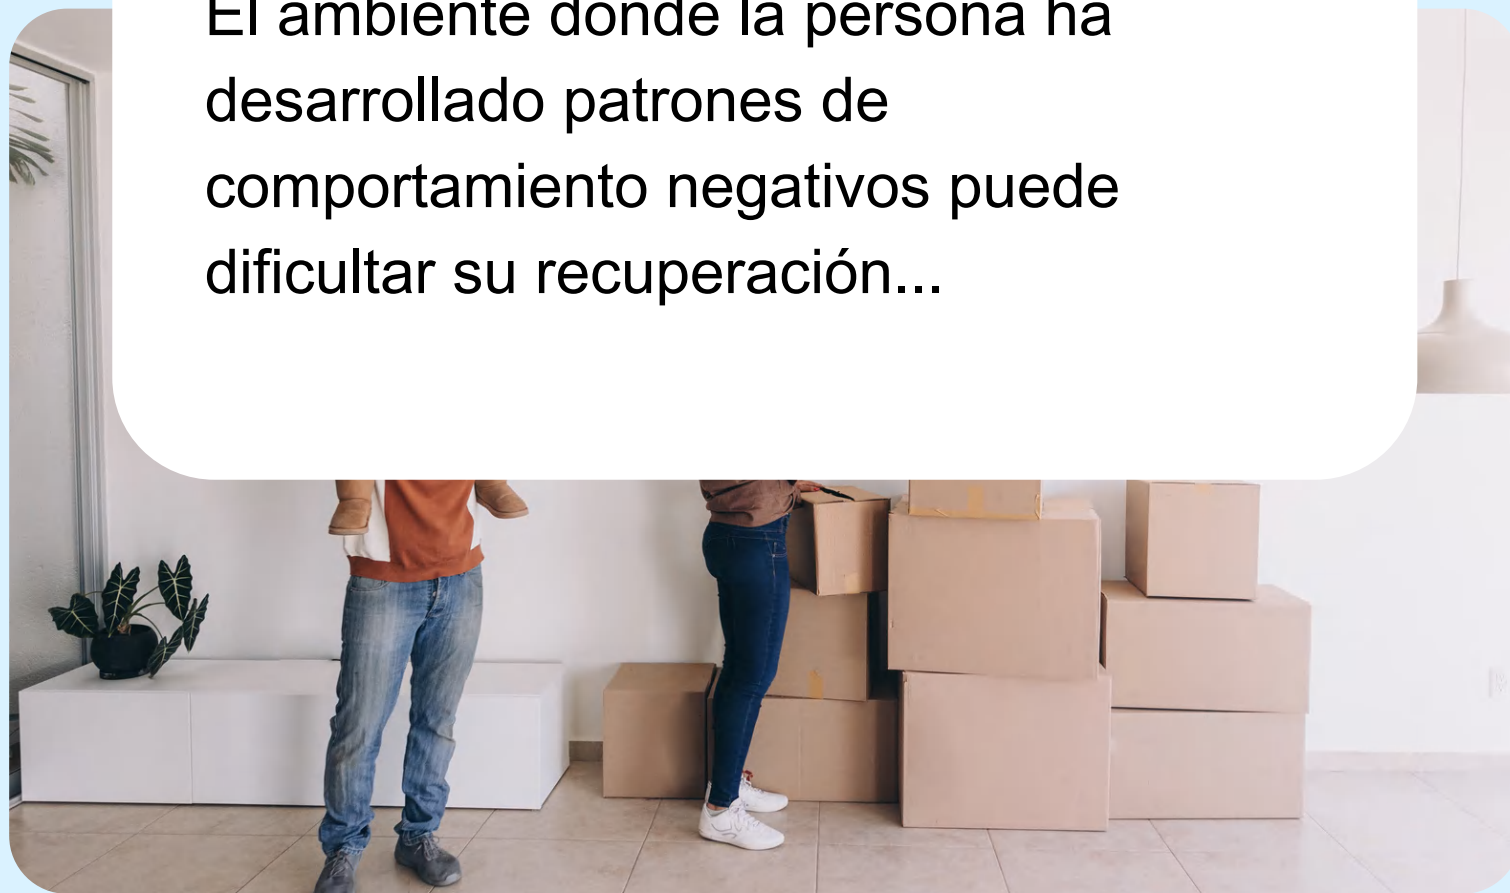 El ambiente donde la persona ha
desarrollado patrones de
comportamiento negativos puede
dificultar su recuperación...